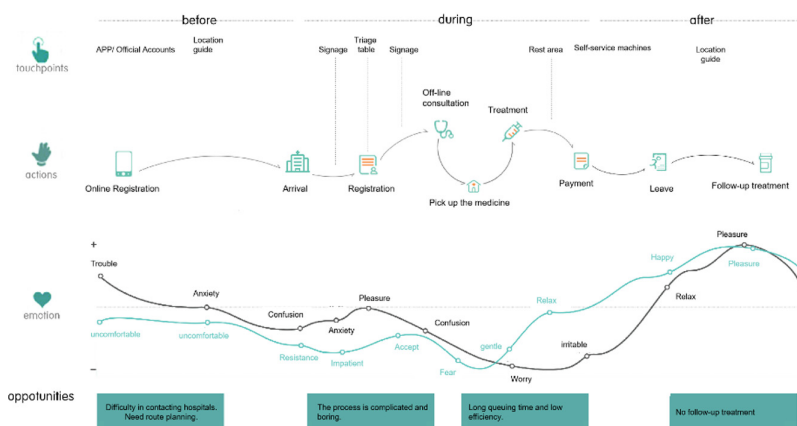 before
during
after
touchpoints
APP/ Official Accounts
Location
guide
Signage
Triage
table
Signage
Rest area
Self-service machines
Location
guide
actions
Online Registration
Arrival
Registration
Off-line
consultation
Pick up the medicine
Treatment
Payment
Leave
Follow-up treatment
emotion
+
–
Trouble
Anxiety
Confusion
Anxiety
Pleasure
Confusion
Worry
irritable
Relax
Pleasure
uncomfortable
uncomfortable
Resistance
Impatient
Accept
Fear
gentle
Relax
Happy
Pleasure
oppotunities
Difficulty in contacting hospitals.
Need route planning.
The process is complicated and
boring.
Long queuing time and low
efficiency.
No follow-up treatment